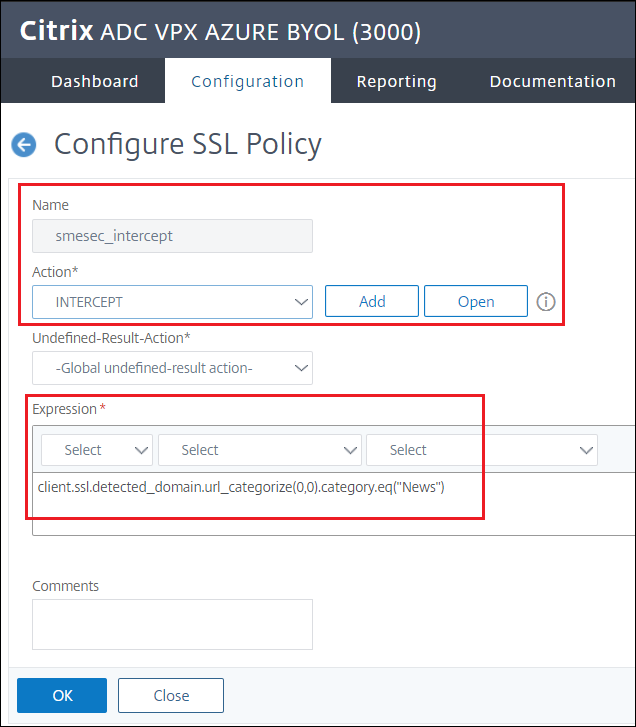 Citrix ADC VPX AZURE BYOL (3000)
Dashboard Configuration Reporting Documentation
Configure SSL Policy
Name
smesec_intercept
Action*
INTERCEPT Add Open i
Undefined-Result-Action*
-Global undefined-result action-
Expression *
Select Select Select
client.ssl.detected_domain.url_categorize(0,0).category.eq("News")
Comments
OK Close